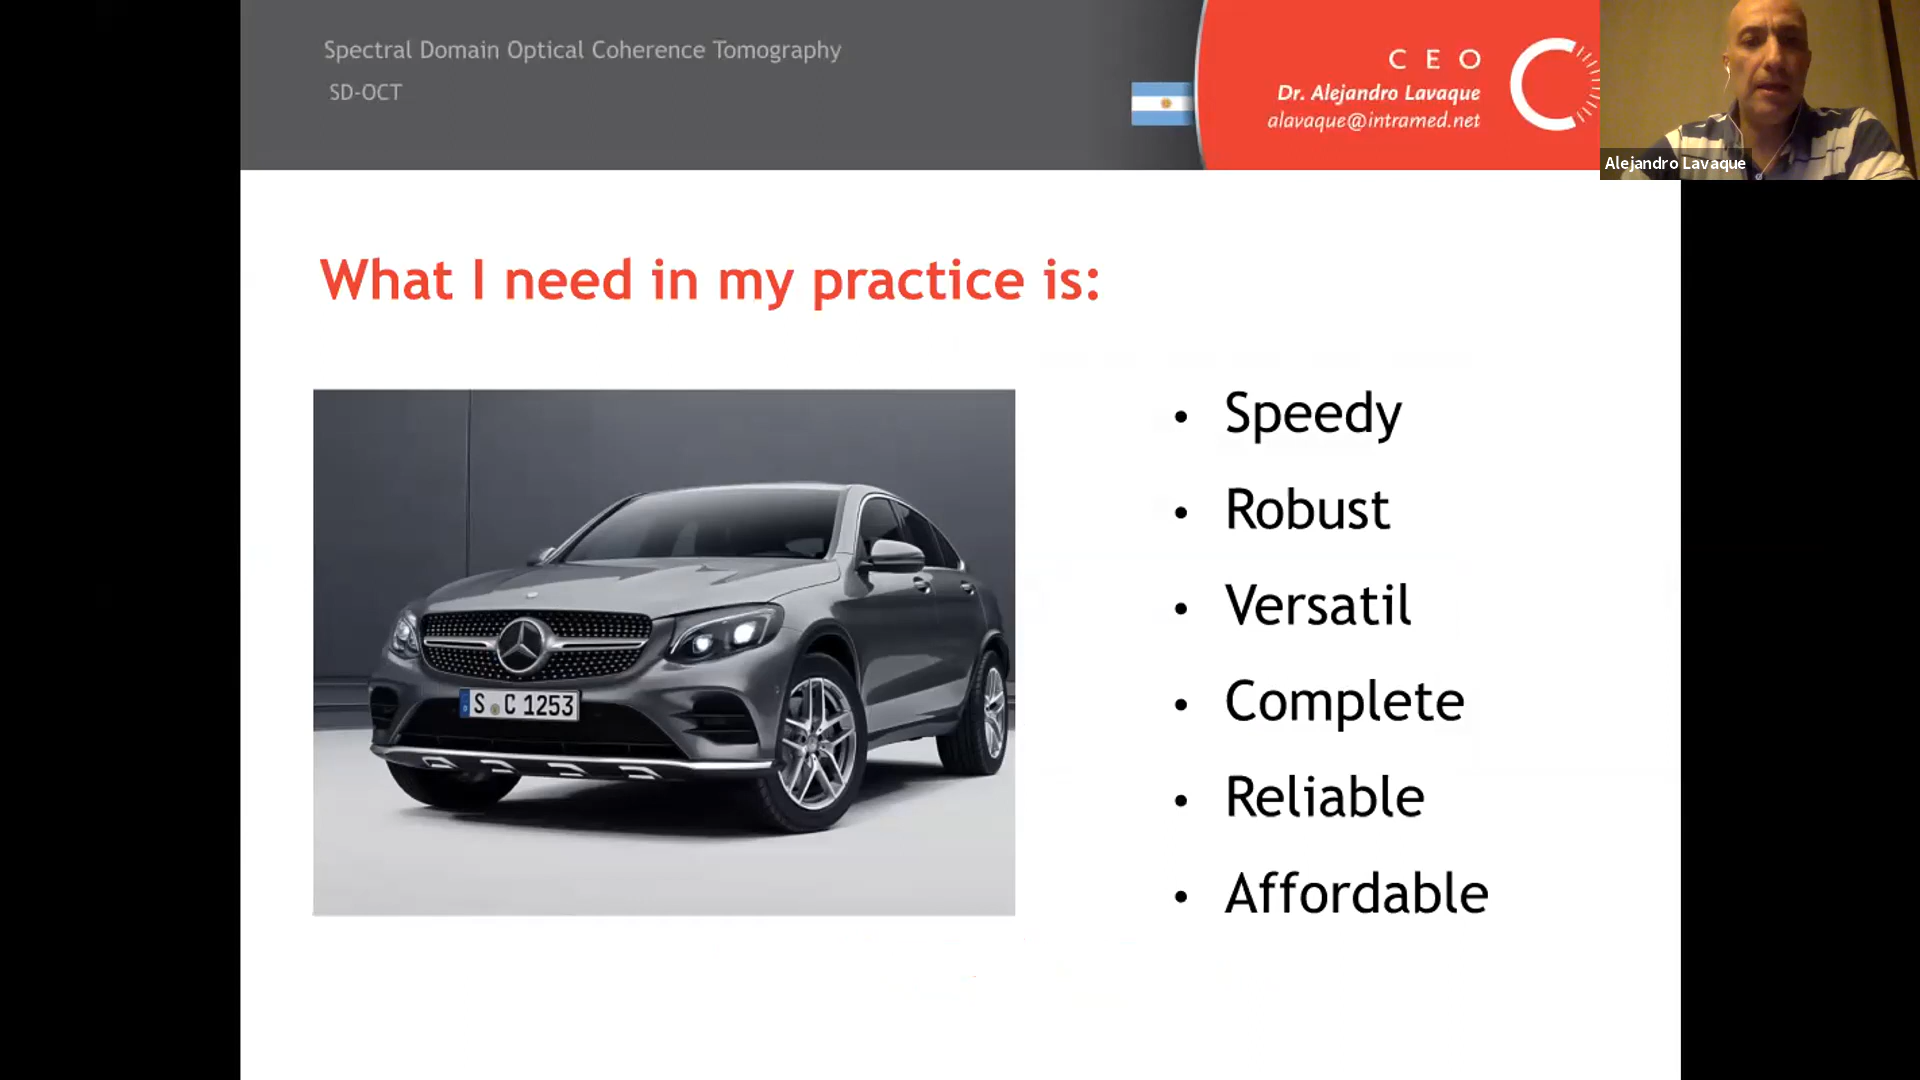 Spectral Domain Optical Coherence Tomography
SD-OCT
CEO
Dr. Alejandro Lavaque
alavaque@intramed.net
Alejandro Lavaque
What I need in my practice is:
• Speedy
• Robust
• Versatil
• Complete
• Reliable
• Affordable
S C 1253